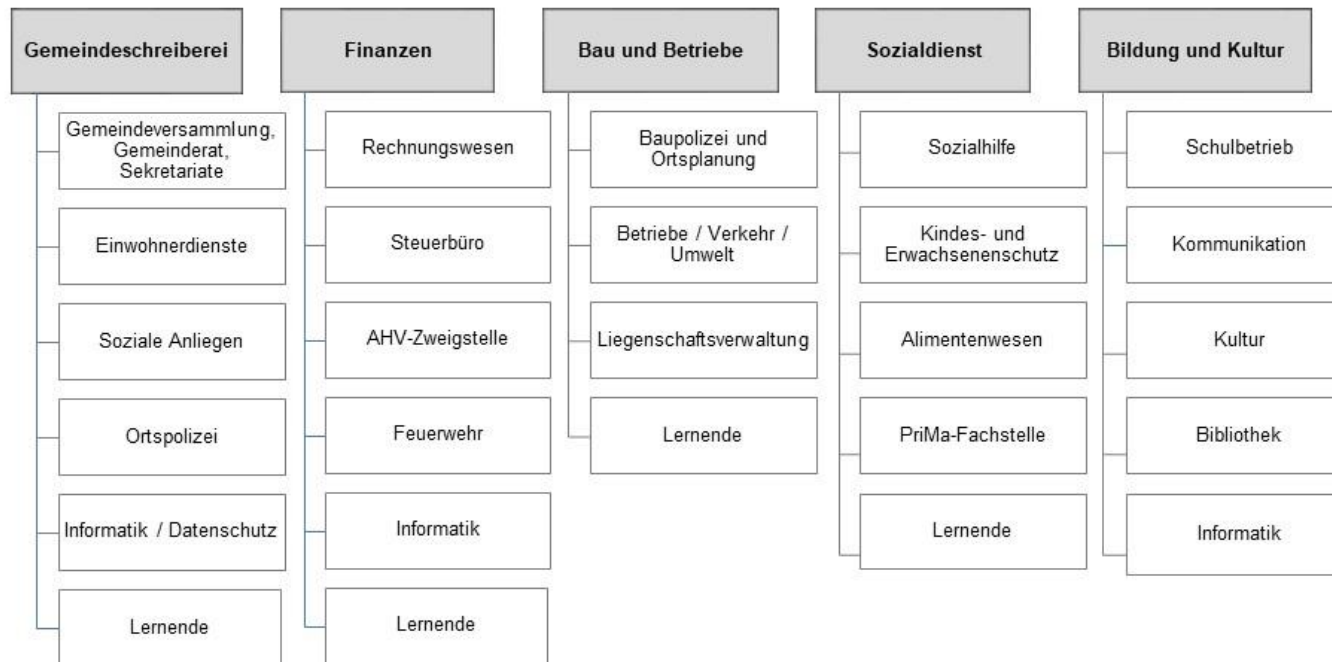 Gemeindeschreiberei
Gemeindeversammlung,
Gemeinderat,
Sekretariate
Einwohnerdienste
Soziale Anliegen
Ortspolizei
Informatik / Datenschutz
Lernende
Finanzen
Rechnungswesen
Steuerbüro
AHV-Zweigstelle
Feuerwehr
Informatik
Lernende
Bau und Betriebe
Baupolizei und
Ortsplanung
Betriebe / Verkehr /
Umwelt
Liegenschaftsverwaltung
Lernende
Sozialdienst
Sozialhilfe
Kindes- und
Erwachsenenschutz
Alimentenwesen
PriMa-Fachstelle
Lernende
Bildung und Kultur
Schulbetrieb
Kommunikation
Kultur
Bibliothek
Informatik